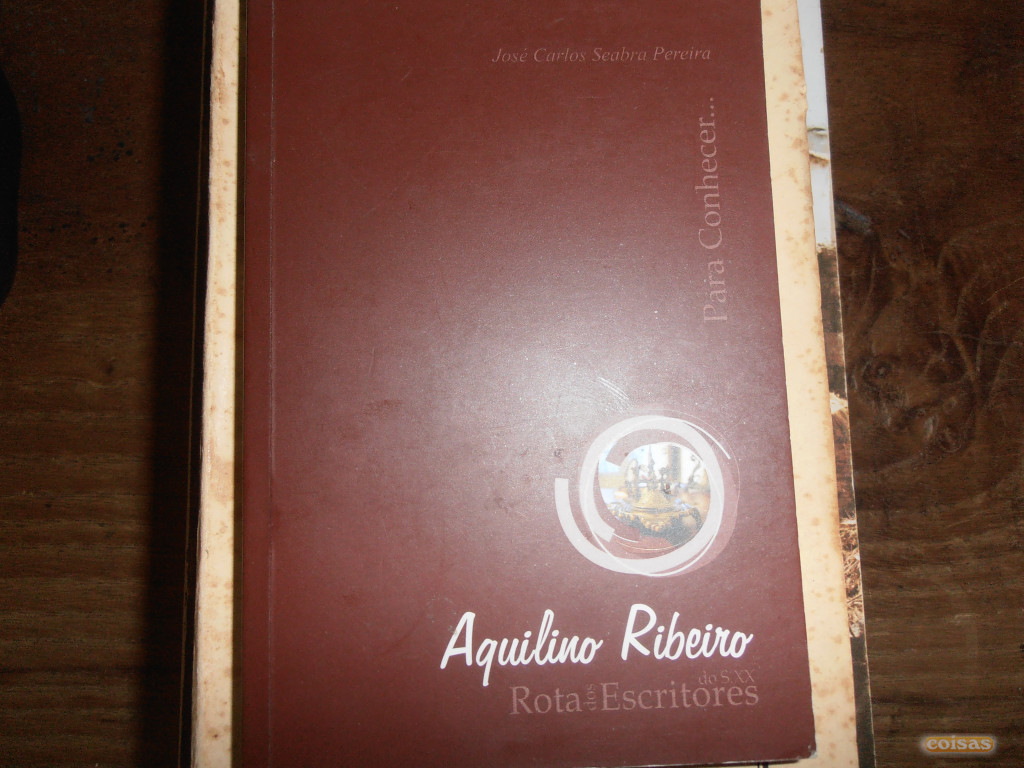 José Carlos Seabra Pereira
Para Conhecer...
Aquilino Ribeiro
Rota dos Escritores do S.XX
coisas